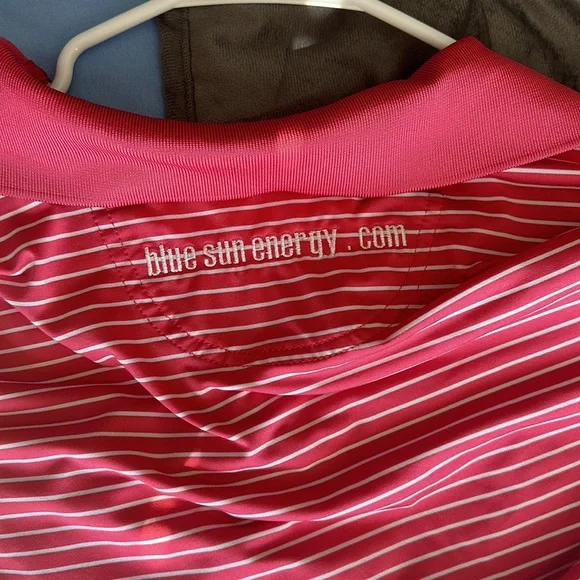 blue sun energy . com